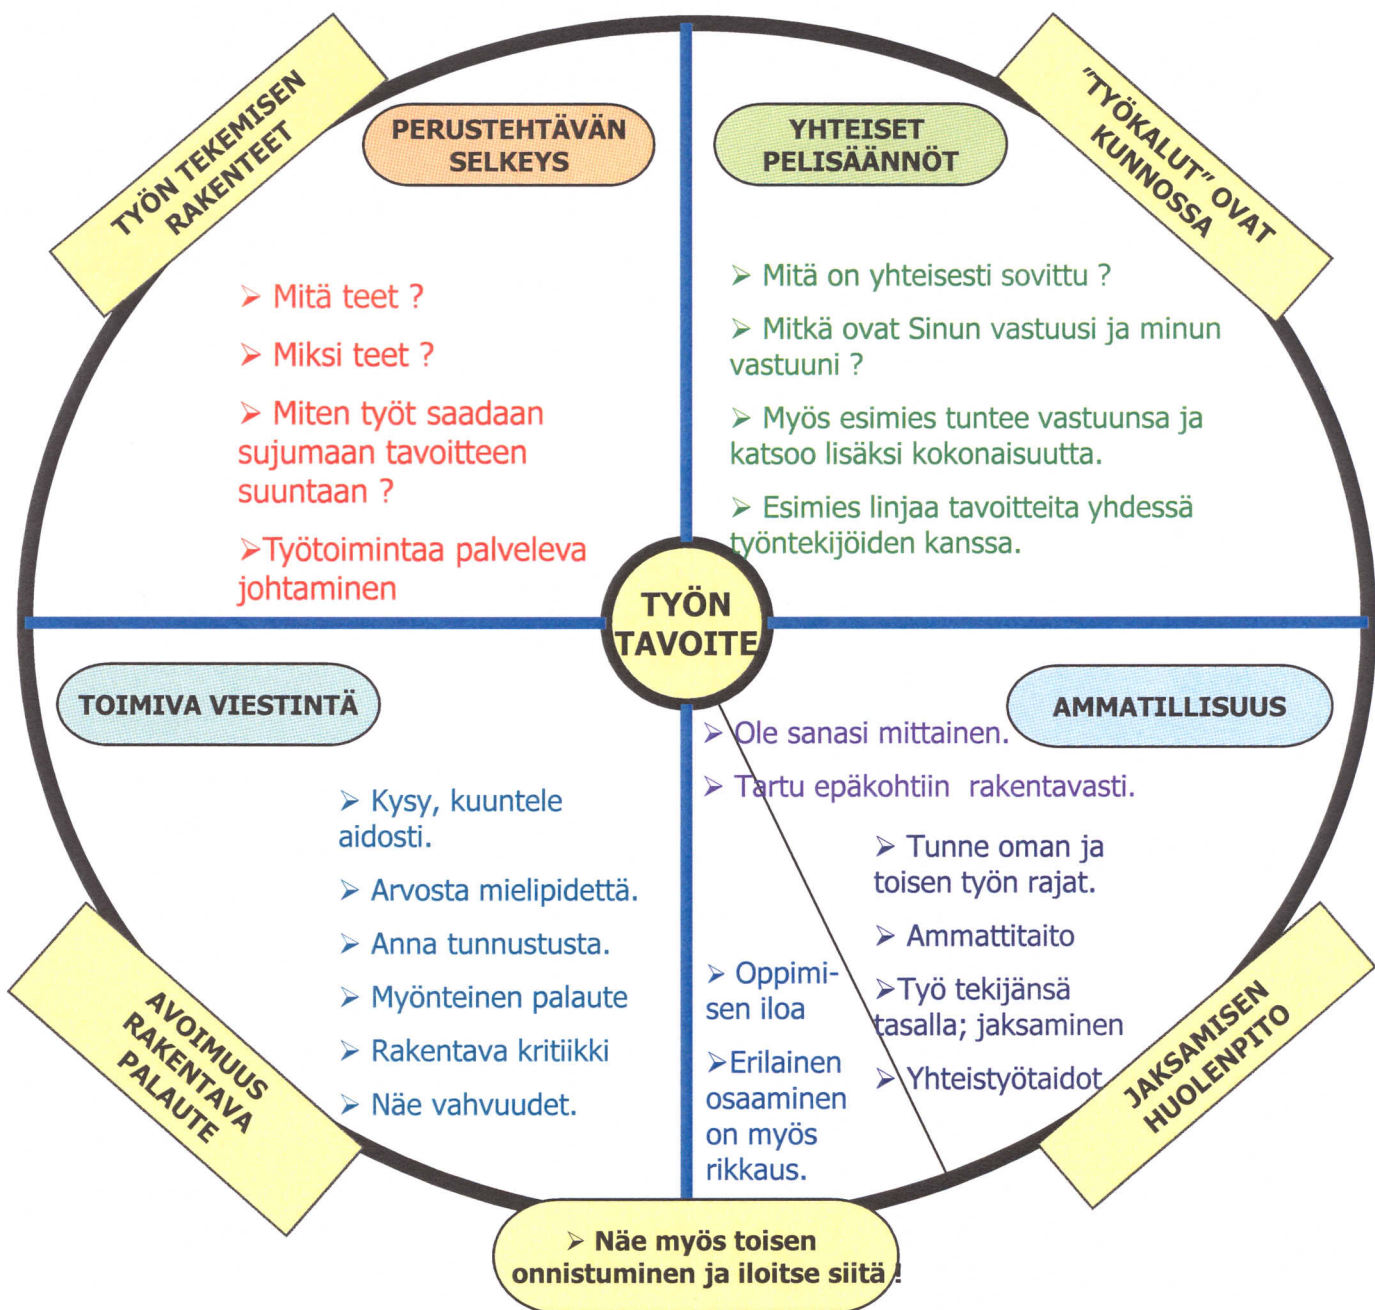 TYÖN TEKEMISEN
RAKENTEET
PERUSTEHTÄVÄN
SELKEYS
➢ Mitä teet ?
➢ Miksi teet ?
➢ Miten työt saadaan
sujumaan tavoitteen
suuntaan ?
➢Työtoimintaa palveleva
johtaminen
YHTEISET
PELISÄÄNNÖT
"TYÖKALUT" OVAT
KUNNOSSA
➢ Mitä on yhteisesti sovittu ?
➢ Mitkä ovat Sinun vastuusi ja minun
vastuuni ?
➢ Myös esimies tuntee vastuunsa ja
katsoo lisäksi kokonaisuutta.
➢ Esimies linjaa tavoitteita yhdessä
työntekijöiden kanssa.
TYÖN
TAVOITE
TOIMIVA VIESTINTÄ
➢ Kysy, kuuntele
aidosti.
➢ Arvosta mielipidettä.
➢ Anna tunnustusta.
➢ Myönteinen palaute
➢ Rakentava kritiikki
➢ Näe vahvuudet.
AVOIMUUS
RAKENTAVA
PALAUTE
AMMATILLISUUS
➢ Ole sanasi mittainen.
➢ Tartu epäkohtiin rakentavasti.
➢ Tunne oman ja
toisen työn rajat.
➢ Ammattitaito
➢Työ tekijänsä
tasalla; jaksaminen
➢ Yhteistyötaidot
➢ Oppimi-
sen iloa
➢Erilainen
osaaminen
on myös
rikkaus.
JAKSAMISEN
HUOLENPITO
➢ Näe myös toisen
onnistuminen ja iloitse siitä !